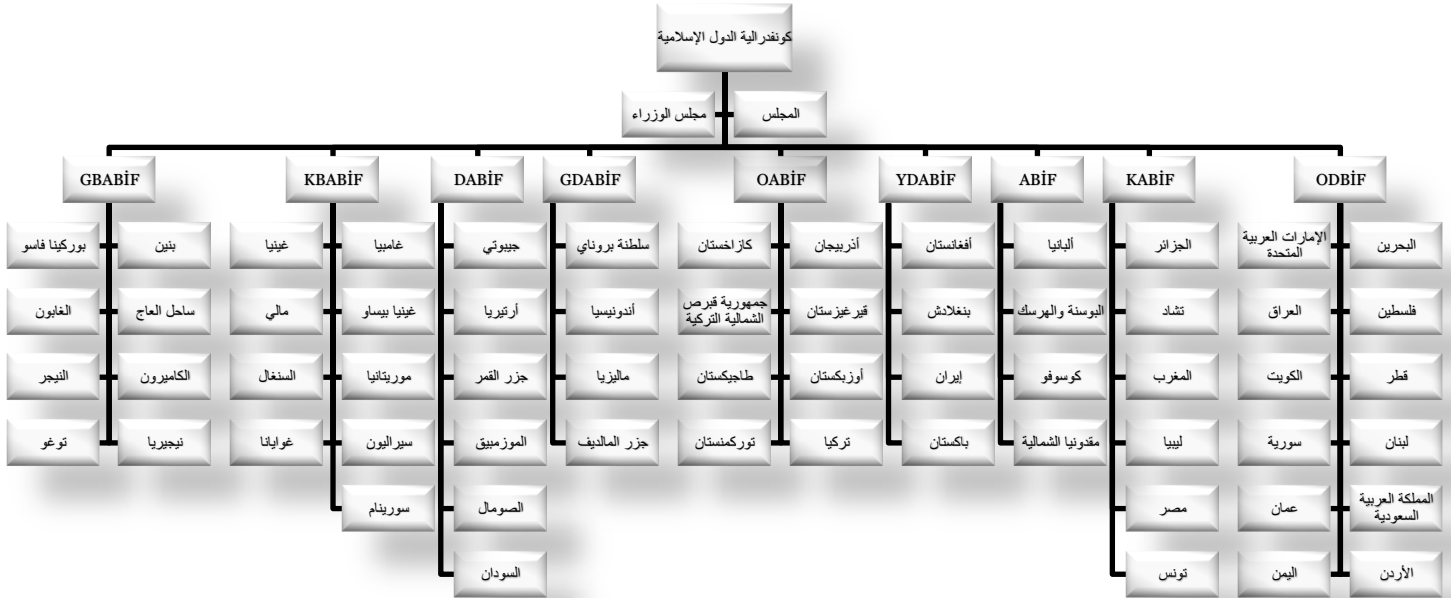 كونفدرالية الدول الإسلامية
المجلس
مجلس الوزراء
ODBİF
البحرين
الإمارات العربية
المتحدة
فلسطين
العراق
قطر
الكويت
لبنان
سورية
المملكة العربية
السعودية
عمان
الأردن
اليمن
KABİF
الجزائر
تشاد
المغرب
ليبيا
مصر
تونس
ABİF
ألبانيا
البوسنة والهرسك
كوسوفو
مقدونيا الشمالية
YDABİF
أفغانستان
بنغلادش
إيران
باكستان
OABİF
أذربيجان
كازاخستان
قيرغيزستان
جمهورية قبرص
الشمالية التركية
أوزبكستان
طاجيكستان
تركيا
توركمنستان
GDABİF
سلطنة بروناي
أندونيسيا
ماليزيا
جزر المالديف
DABİF
جيبوتي
أرتيريا
جزر القمر
الموزمبيق
الصومال
السودان
KBABİF
غامبيا
غينيا
غينيا بيساو
مالي
موريتانيا
السنغال
سيراليون
غوايانا
سورينام
GBABİF
بنين
بوركينا فاسو
ساحل العاج
الغابون
الكاميرون
النيجر
نيجيريا
توغو